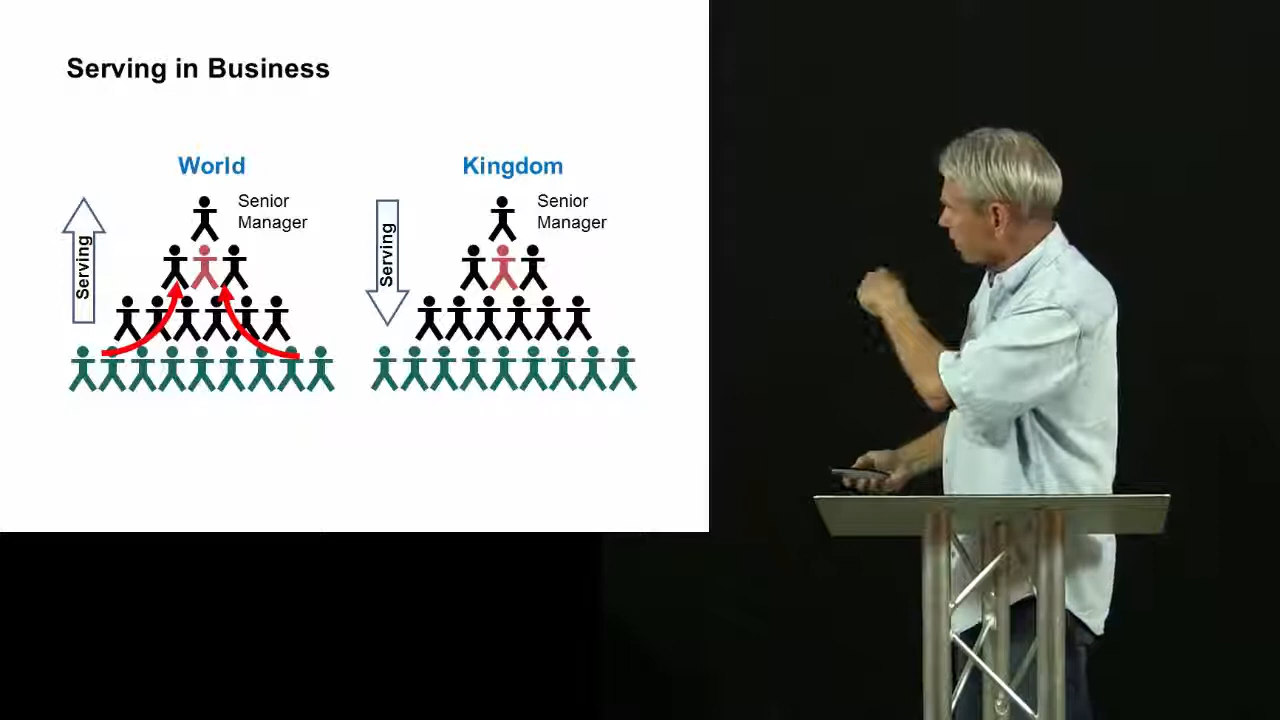 Serving in Business
World
Senior
Manager
Serving
Kingdom
Senior
Manager
Serving